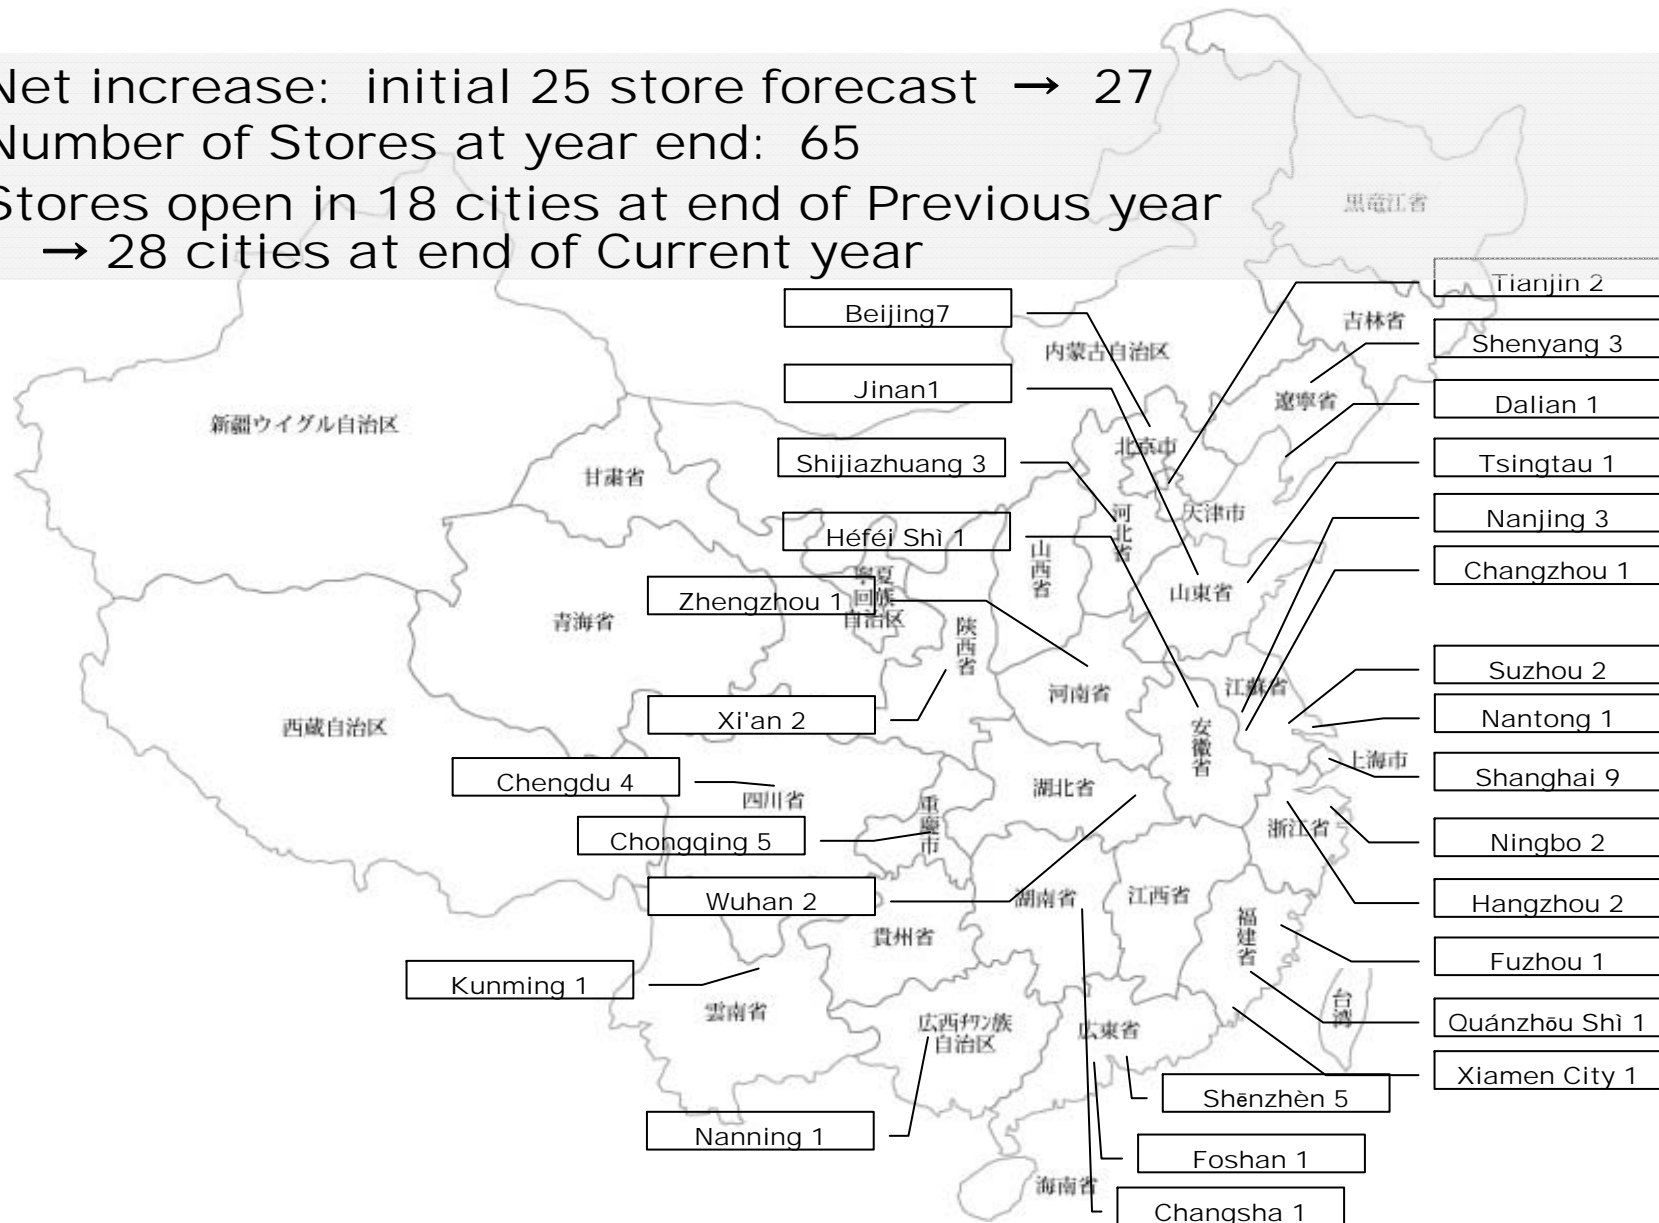 Net increase: initial 25 store forecast → 27
Number of Stores at year end: 65
Stores open in 18 cities at end of Previous year
→ 28 cities at end of Current year
黒竜江省
Tianjin 2
Beijing7
吉林省
Shenyang 3
内蒙古自治区
Jinan1
遼寧省
Dalian 1
新疆ウイグル自治区
北京市
Shijiazhuang 3
Tsingtau 1
甘粛省
河北省
天津市
Nanjing 3
Héféi Shì 1
山西省
Changzhou 1
寧夏
回族
自治区
Zhengzhou 1
山東省
青海省
陝西省
Suzhou 2
河南省
江蘇省
Xi'an 2
Nantong 1
西蔵自治区
安徽省
上海市
Shanghai 9
Chengdu 4
四川省
湖北省
重慶市
浙江省
Chongqing 5
Ningbo 2
Wuhan 2
湖南省
江西省
Hangzhou 2
貴州省
福建省
Fuzhou 1
Kunming 1
雲南省
広西チワン族
自治区
広東省
台湾
Quánzhōu Shì 1
Xiamen City 1
Shēnzhèn 5
Nanning 1
Foshan 1
海南省
Changsha 1